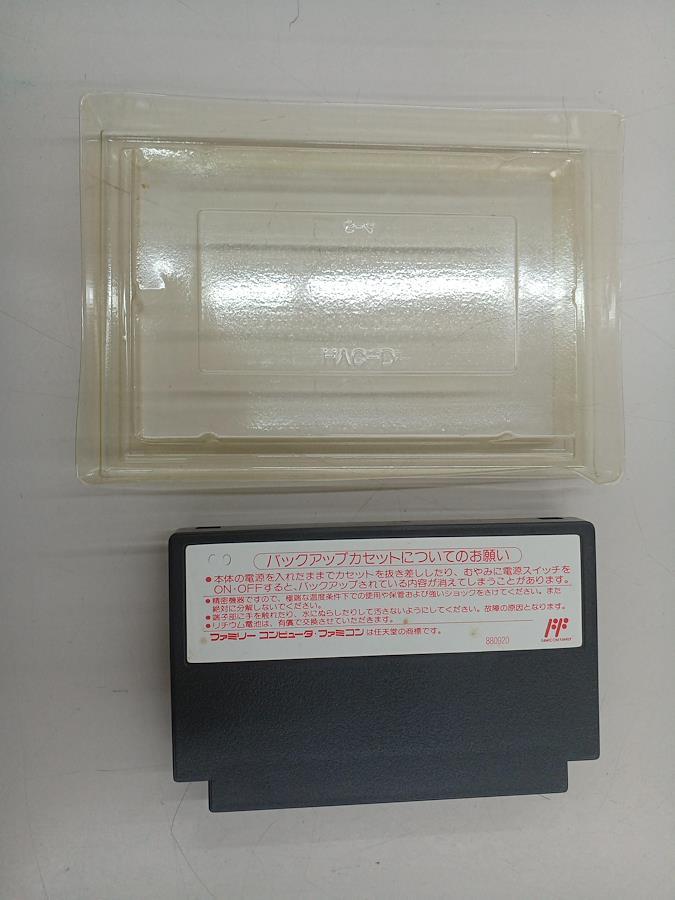 HVC-D
バックアップカセットについてのお願い
●本体の電源を入れたままでカセットを抜き差ししたり、むやみに電源スイッチを
ON・OFFすると、バックアップされている内容が消えてしまうことがあります。
●精密機器ですので、極端な温度条件下での使用や保管および強いショックをさけてください。また
絶対に分解しないでください。
●端子部に手を触れたり、水にぬらしたりして汚さないようにしてください。故障の原因となります。
●リチウム電池は、有償で交換させていただきます。
ファミリーコンピュータ・ファミコンは任天堂の商標です。
880920
FF
FAMICOM FAMILY